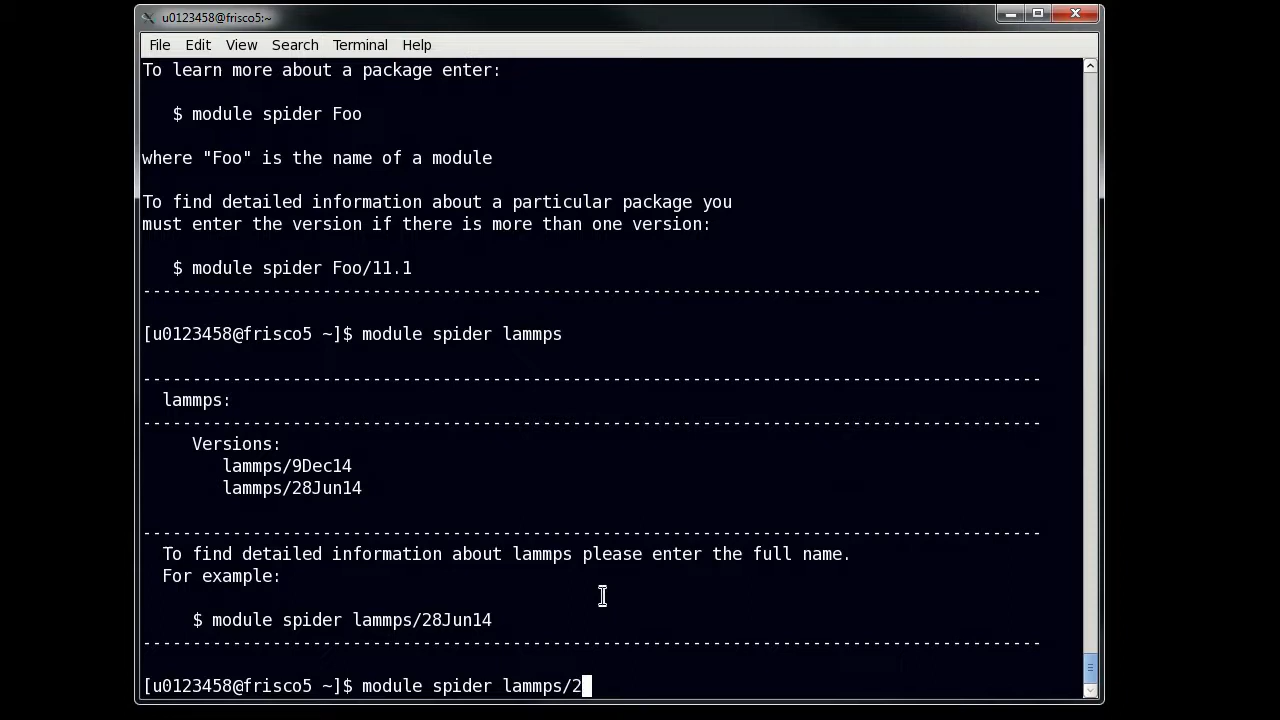 u0123458@frisco5:~
File Edit View Search Terminal Help
To learn more about a package enter:
$ module spider Foo
where "Foo" is the name of a module
To find detailed information about a particular package you
must enter the version if there is more than one version:
$ module spider Foo/11.1
------------------------------------------------------------------------------------------
[u0123458@frisco5 ~]$ module spider lammps
------------------------------------------------------------------------------------------
lammps:
------------------------------------------------------------------------------------------
Versions:
lammps/9Dec14
lammps/28Jun14
------------------------------------------------------------------------------------------
To find detailed information about lammps please enter the full name.
For example:
$ module spider lammps/28Jun14
------------------------------------------------------------------------------------------
[u0123458@frisco5 ~]$ module spider lammps/2